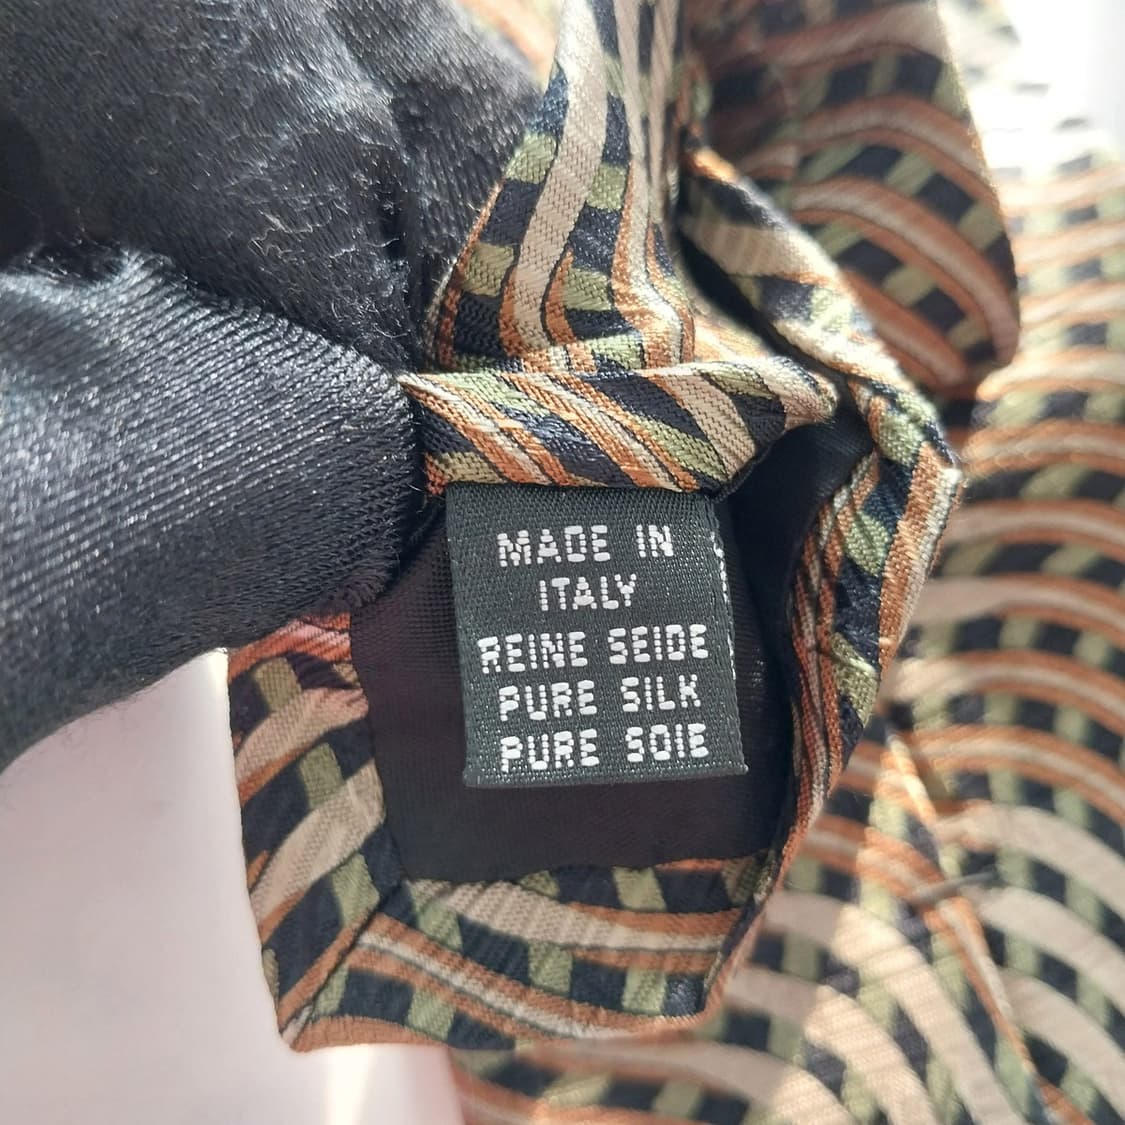 MADE IN
ITALY
REINE SEIDE
PURE SILK
PURE SOIE